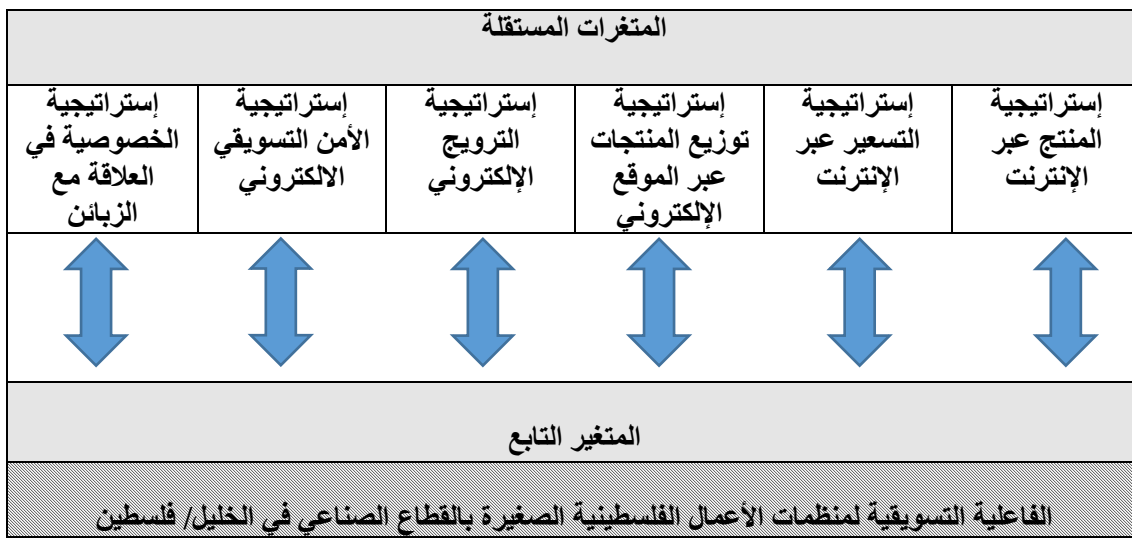 المتغرات المستقلة
إستراتيجية
المنتج عبر
الإنترنت
إستراتيجية
التسعير عبر
الإنترنت
إستراتيجية
توزيع المنتجات
عبر الموقع
الإلكتروني
إستراتيجية
الترويج
الإلكتروني
إستراتيجية
الأمن التسويقي
الالكتروني
إستراتيجية
الخصوصية في
العلاقة مع
الزبائن
المتغير التابع
الفاعلية التسويقية لمنظمات الأعمال الفلسطينية الصغيرة بالقطاع الصناعي في الخليل/ فلسطين